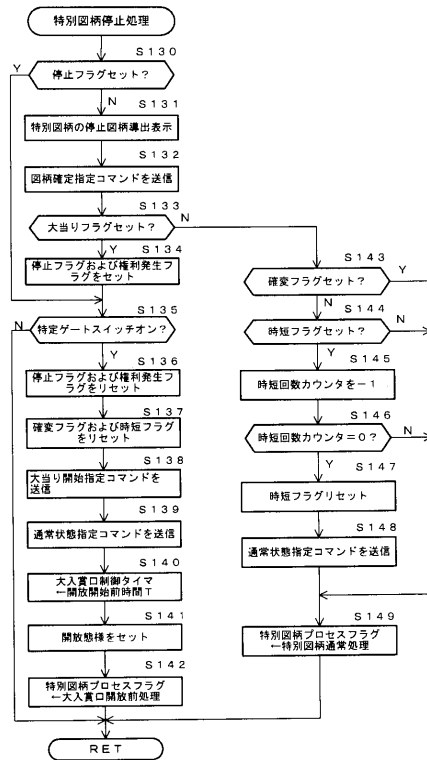 特別図柄停止処理
S130
Y
停止フラグセット？
N
S131
特別図柄の停止図柄導出表示
S132
図柄確定指定コマンドを送信
S133
大当りフラグセット？
N
Y
S134
停止フラグおよび権利発生フ
ラグをセット
S135
N
特定ゲートスイッチオン？
Y
S136
停止フラグおよび権利発生フ
ラグをリセット
S137
確変フラグおよび時短フラグ
をリセット
S138
大当り開始指定コマンドを
送信
S139
通常状態指定コマンドを送信
S140
大入賞口制御タイマ
←開放開始前時間T
S141
開放態様をセット
S142
特別図柄プロセスフラグ
←大入賞口開放前処理
RET
S143
確変フラグセット？
Y
N
S144
時短フラグセット？
N
Y
S145
時短回数カウンタを－1
S146
時短回数カウンタ＝0？
N
Y
S147
時短フラグリセット
S148
通常状態指定コマンドを送信
S149
特別図柄プロセスフラグ
←特別図柄通常処理